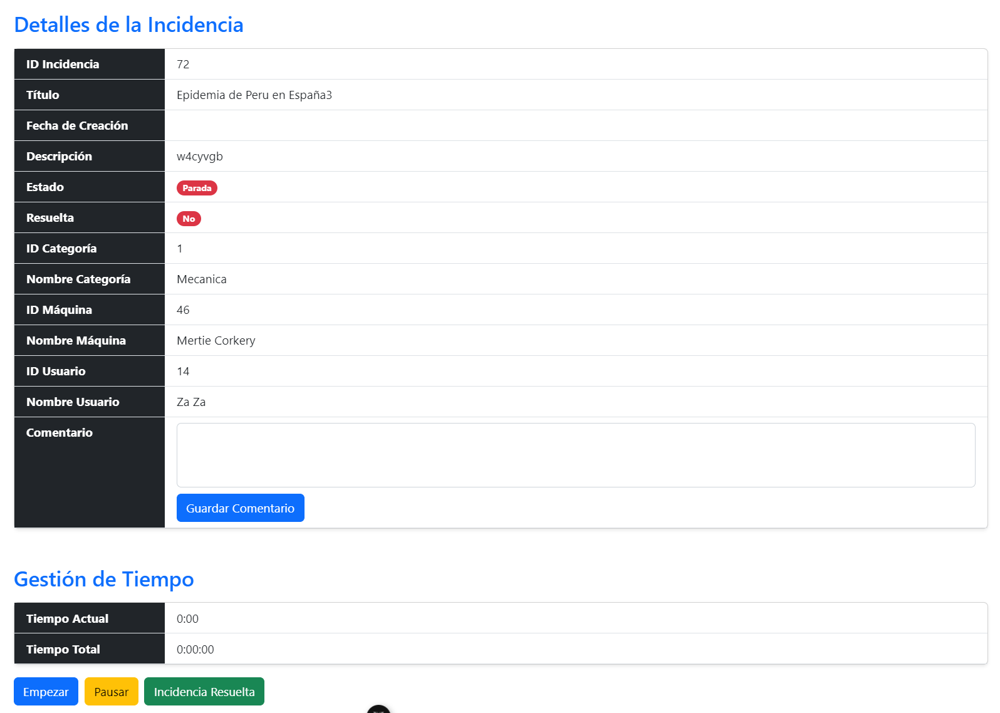 Detalles de la Incidencia
ID Incidencia 72
Título Epidemia de Peru en España3
Fecha de Creación
Descripción w4cyvgb
Estado Parada
Resuelta No
ID Categoría 1
Nombre Categoría Mecanica
ID Máquina 46
Nombre Máquina Mertie Corkery
ID Usuario 14
Nombre Usuario Za Za
Comentario
Guardar Comentario
Gestión de Tiempo
Tiempo Actual 0:00
Tiempo Total 0:00:00
Empezar Pausar Incidencia Resuelta